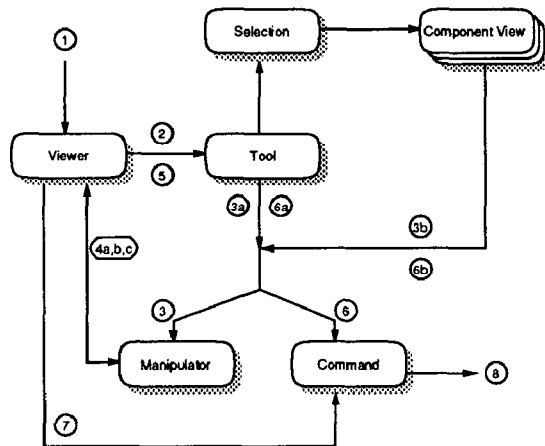 1
Selection
Component View
2
Viewer
Tool
5
3a
6a
3b
4a,b,c
6b
3
6
Manipulator
Command
8
7